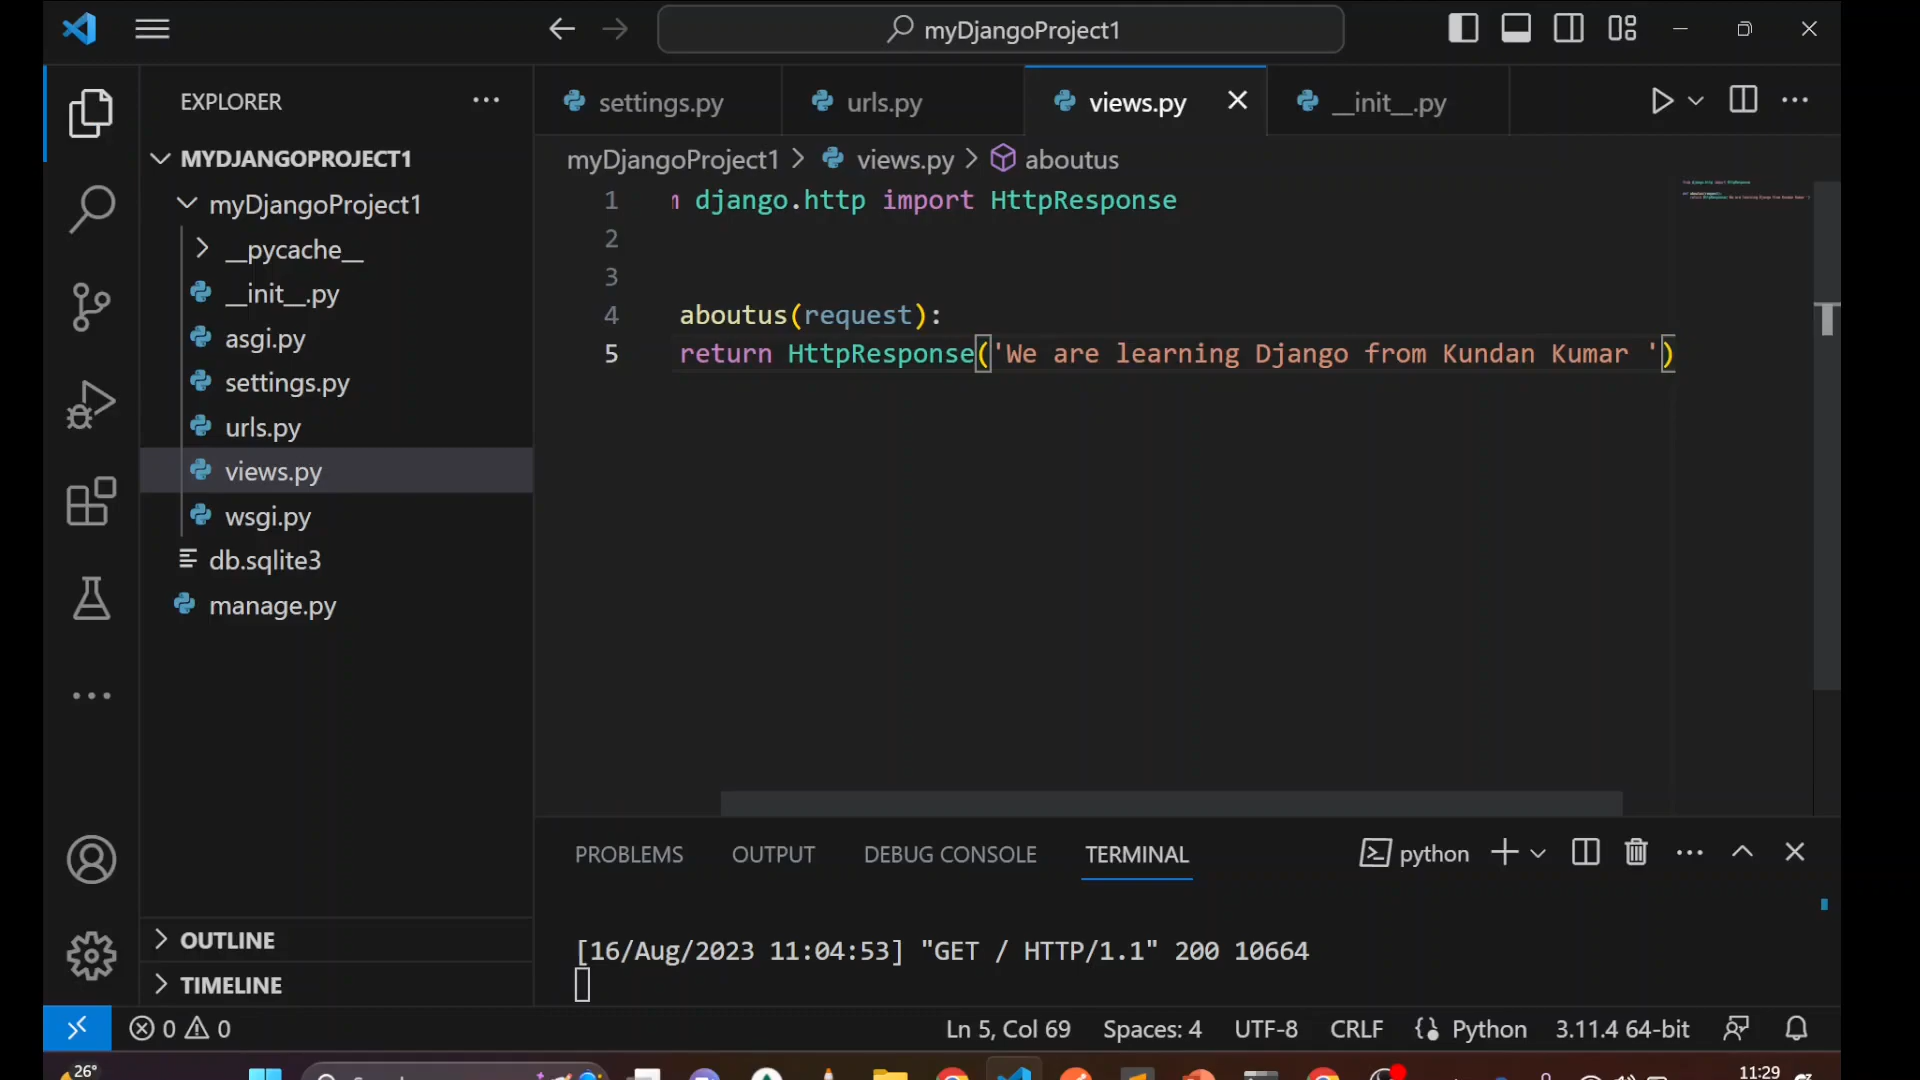 myDjangoProject1
EXPLORER
settings.py
urls.py
views.py
__init__.py
MYDJANGOPROJECT1
myDjangoProject1
__pycache__
__init__.py
asgi.py
settings.py
urls.py
views.py
wsgi.py
db.sqlite3
manage.py
OUTLINE
TIMELINE
myDjangoProject1 > views.py > aboutus
1 m django.http import HttpResponse
2
3
4 aboutus(request):
5 return HttpResponse('We are learning Django from Kundan Kumar ')
PROBLEMS OUTPUT DEBUG CONSOLE TERMINAL python
[16/Aug/2023 11:04:53] "GET / HTTP/1.1" 200 10664
0 0 Ln 5, Col 69 Spaces: 4 UTF-8 CRLF Python 3.11.4 64-bit
26° 11:29